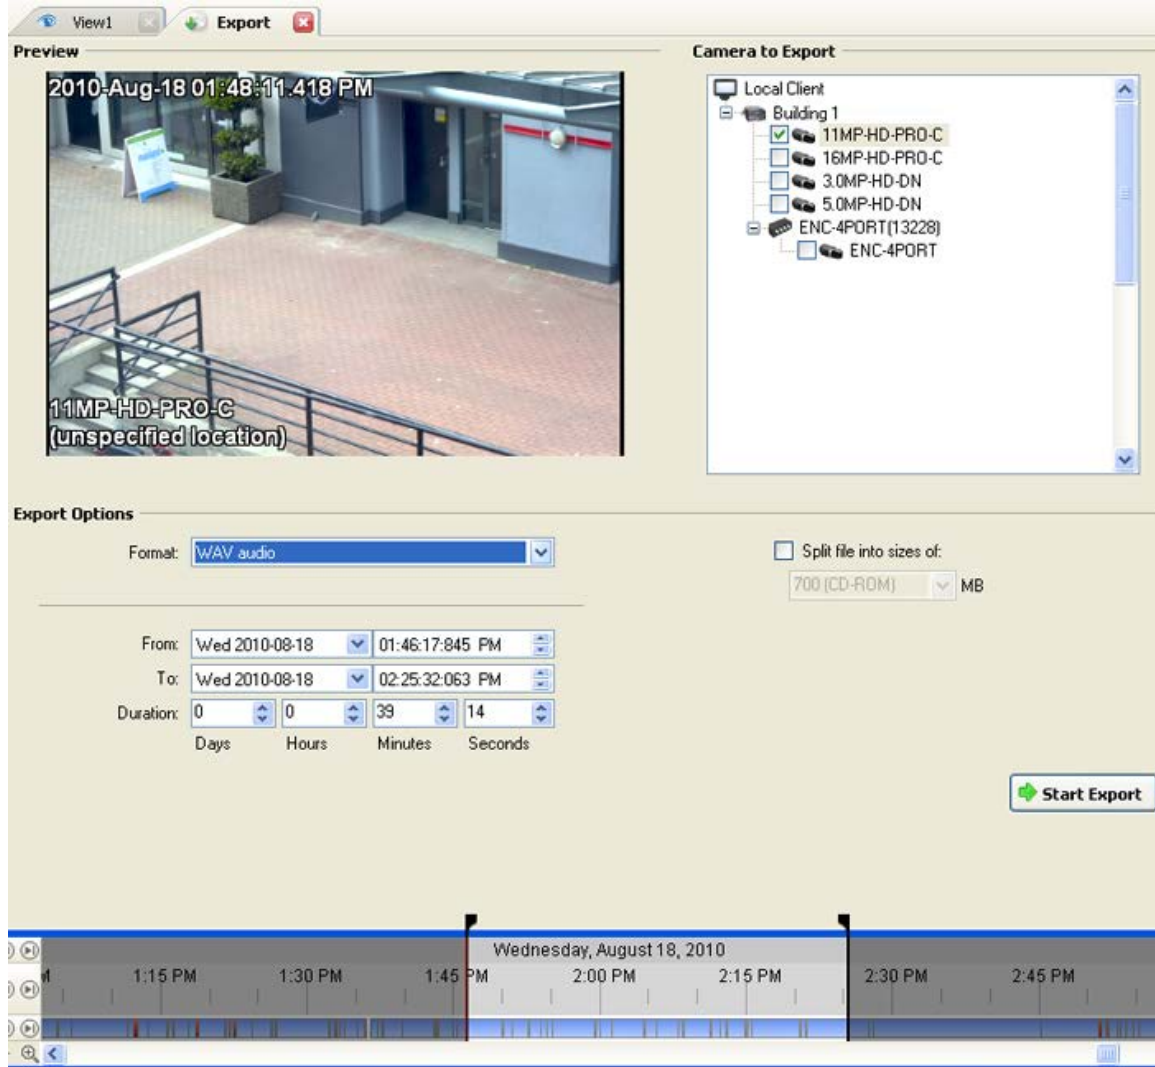 View1
Export
Preview
Camera to Export
2010-Aug-18 01:48:11.418 PM
11MP-HD-PRO-C
(unspecified location)
Local Client
Building 1
11MP-HD-PRO-C
16MP-HD-PRO-C
3.0MP-HD-DN
5.0MP-HD-DN
ENC-4PORT(13228)
ENC-4PORT
Export Options
Format: WAV audio
Split file into sizes of:
700 (CD-ROM) MB
From: Wed 2010-08-18 01:46:17:845 PM
To: Wed 2010-08-18 02:25:32:063 PM
Duration: 0 0 39 14
Days Hours Minutes Seconds
Start Export
Wednesday, August 18, 2010
1:15 PM 1:30 PM 1:45 PM 2:00 PM 2:15 PM 2:30 PM 2:45 PM